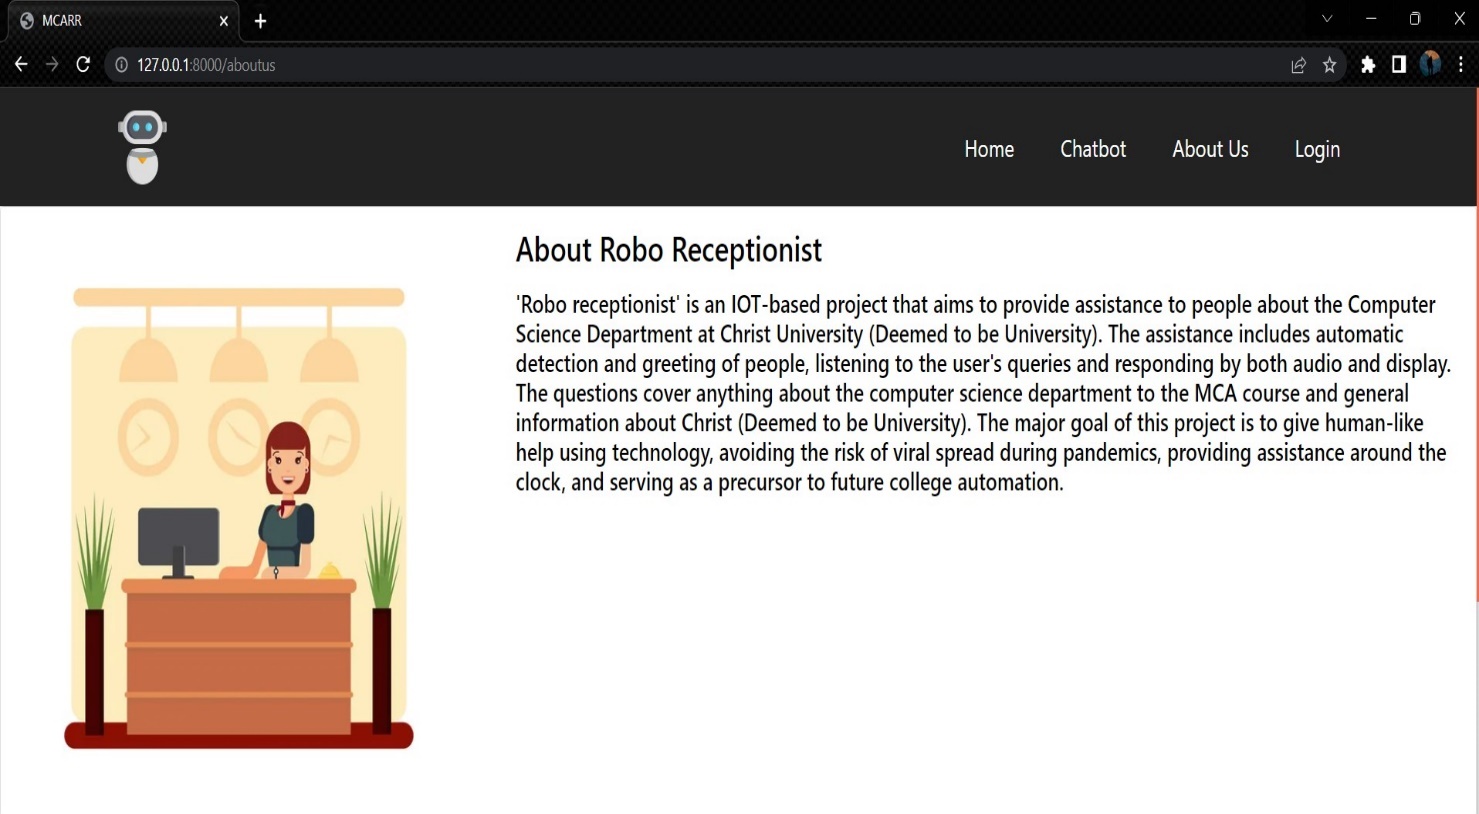 MCARR
127.0.0.1:8000/aboutus
Home Chatbot About Us Login
About Robo Receptionist
'Robo receptionist' is an IOT-based project that aims to provide assistance to people about the Computer
Science Department at Christ University (Deemed to be University). The assistance includes automatic
detection and greeting of people, listening to the user's queries and responding by both audio and display.
The questions cover anything about the computer science department to the MCA course and general
information about Christ (Deemed to be University). The major goal of this project is to give human-like
help using technology, avoiding the risk of viral spread during pandemics, providing assistance around the
clock, and serving as a precursor to future college automation.